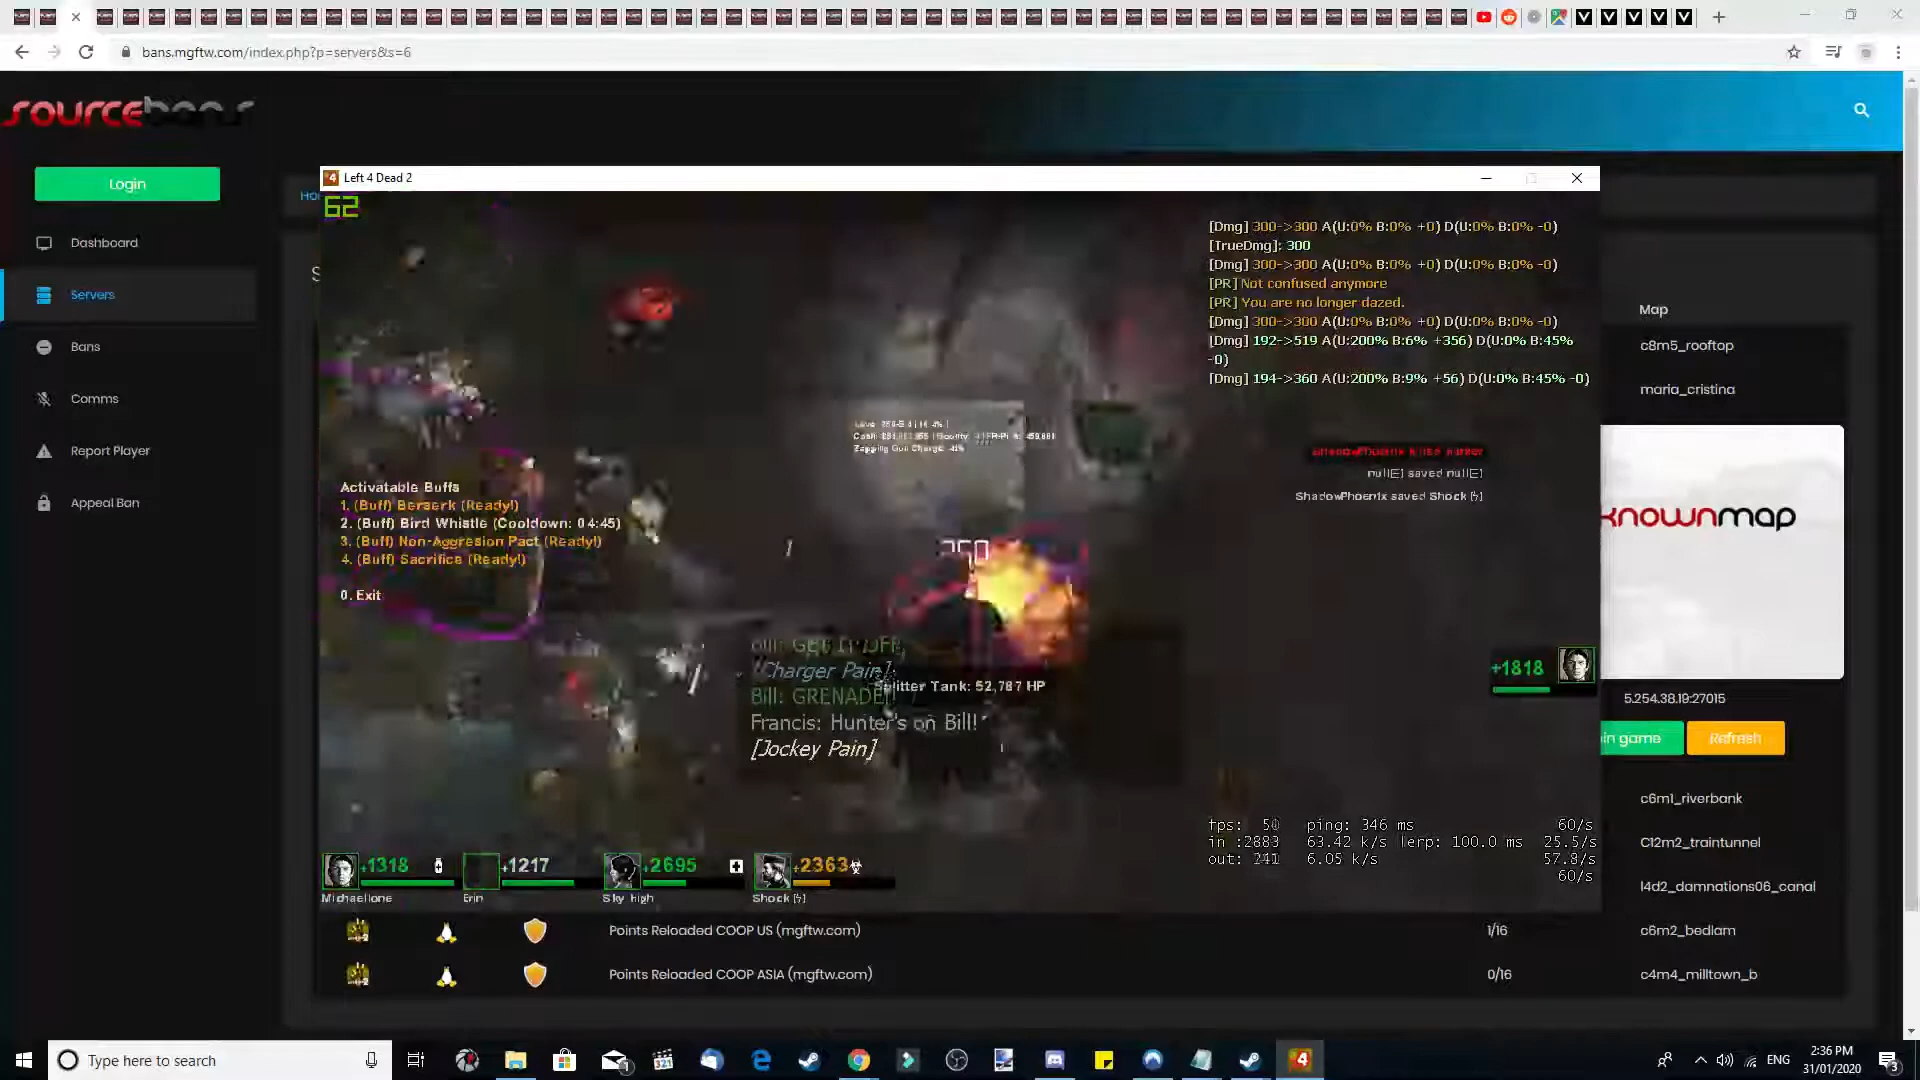 bans.mgftw.com/index.php?p=servers&s=6
sourcebans
Login
Dashboard
Servers
Bans
Comms
Report Player
Appeal Ban
Left 4 Dead 2
62
[Dmg] 300->300 A(U:0% B:0% +0) D(U:0% B:0% -0)
[TrueDmg]: 300
[Dmg] 300->300 A(U:0% B:0% +0) D(U:0% B:0% -0)
[PR] Not confused anymore
[PR] You are no longer dazed.
[Dmg] 300->300 A(U:0% B:0% +0) D(U:0% B:0% -0)
[Dmg] 192->519 A(U:200% B:6% +356) D(U:0% B:45%
-0)
[Dmg] 194->360 A(U:200% B:9% +56) D(U:0% B:45% -0)
null[E] saved null[E]
ShadowPhoenix saved Shock [ϟ]
Activatable Buffs
1. (Buff) Berserk (Ready!)
2. (Buff) Bird Whistle (Cooldown: 04:45)
3. (Buff) Non-Aggresion Pact (Ready!)
4. (Buff) Sacrifice (Ready!)
0. Exit
Bill: GET IT OFF
[Charger Pain]
Tank: 52,787 HP
Bill: GRENADE!
Francis: Hunter's on Bill!
[Jockey Pain]
+1818
fps: 50 ping: 346 ms 60/s
in :2883 63.42 k/s lerp: 100.0 ms 25.5/s
out: 241 6.05 k/s 57.8/s
60/s
+1318 +1217 +2695 +2363
Michaellone Erin Sky high Shock [ϟ]
Map
c8m5_rooftop
maria_cristina
knownmap
5.254.38.19:27015
in game Refresh
c6m1_riverbank
C12m2_traintunnel
l4d2_damnations06_canal
Points Reloaded COOP US (mgftw.com) 1/16 c6m2_bedlam
Points Reloaded COOP ASIA (mgftw.com) 0/16 c4m4_milltown_b
Type here to search
ENG
2:36 PM
31/01/2020